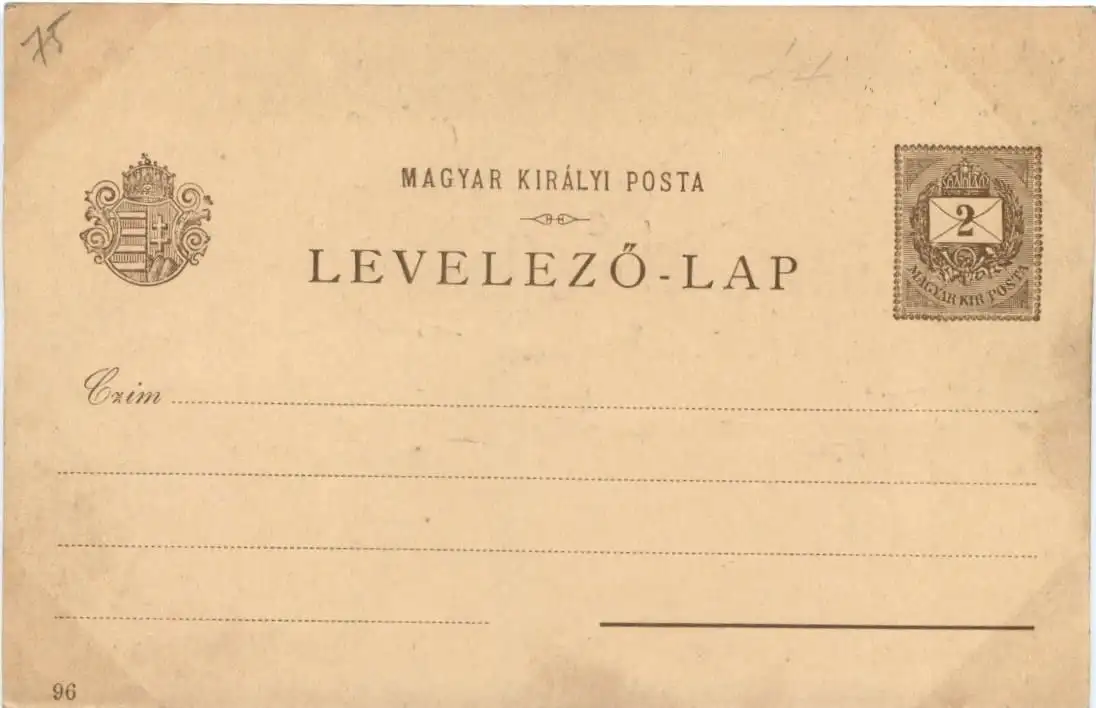 75
MAGYAR KIRÁLYI POSTA
LEVELEZŐ-LAP
2
MAGYAR KIR POSTA
Czim
96